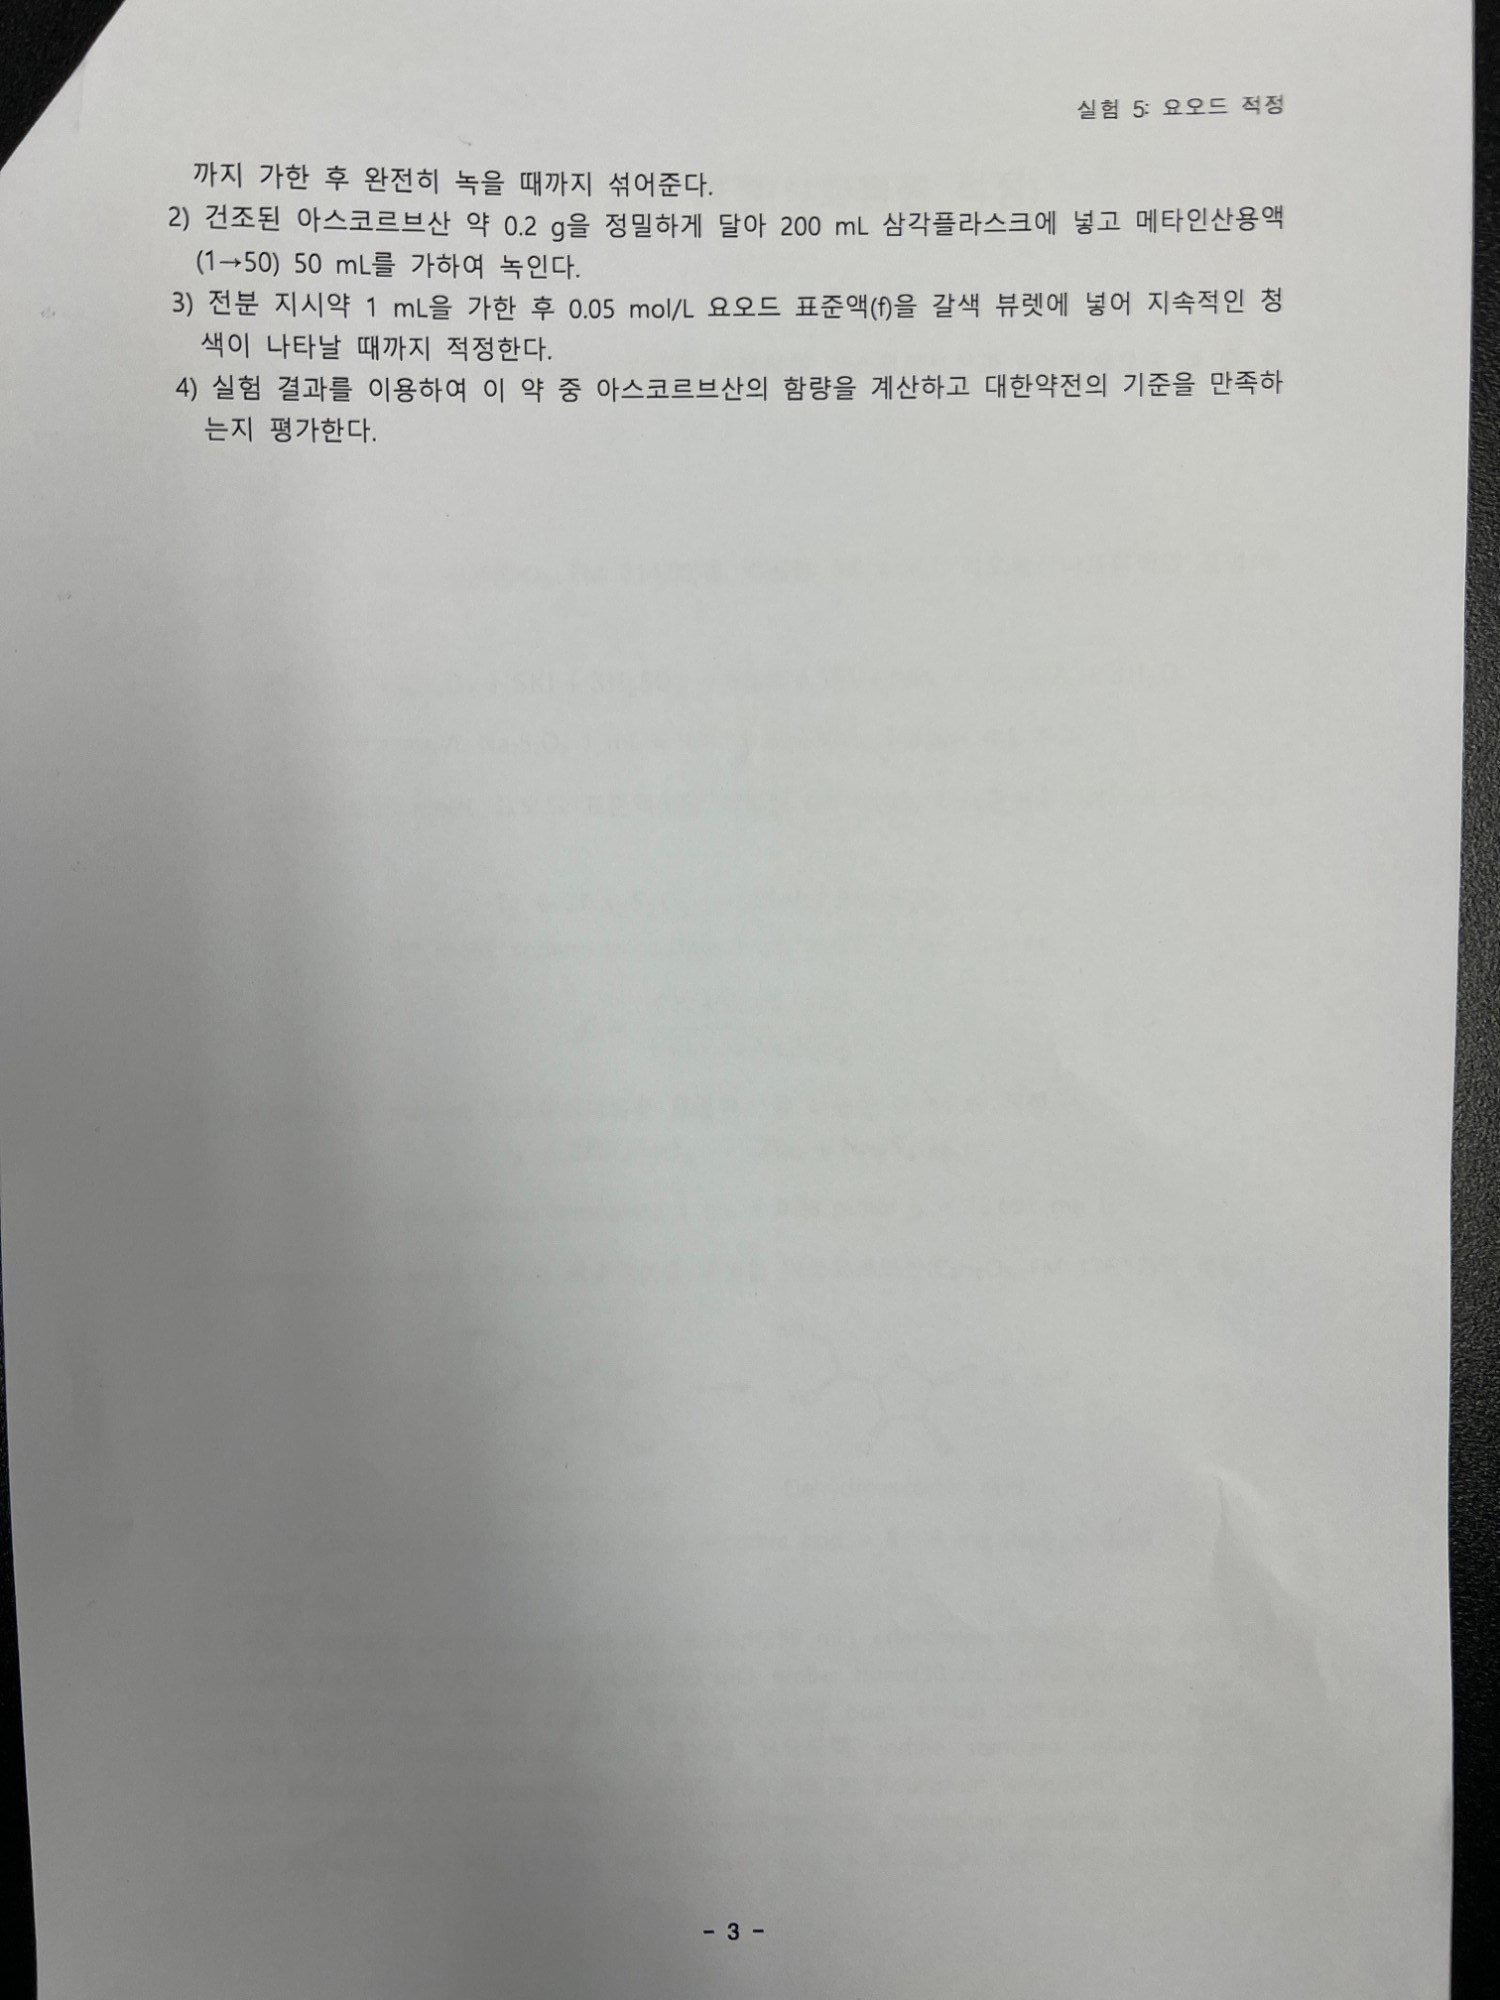 실험 5: 요오드 적정
까지 가한 후 완전히 녹을 때까지 섞어준다.
2) 건조된 아스코르브산 약 0.2 g을 정밀하게 달아 200 mL 삼각플라스크에 넣고 메타인산용액
(1→50) 50 mL를 가하여 녹인다.
3) 전분 지시약 1 mL을 가한 후 0.05 mol/L 요오드 표준액(f)을 갈색 뷰렛에 넣어 지속적인 청
색이 나타날 때까지 적정한다.
4) 실험 결과를 이용하여 이 약 중 아스코르브산의 함량을 계산하고 대한약전의 기준을 만족하
는지 평가한다.
- 3 -